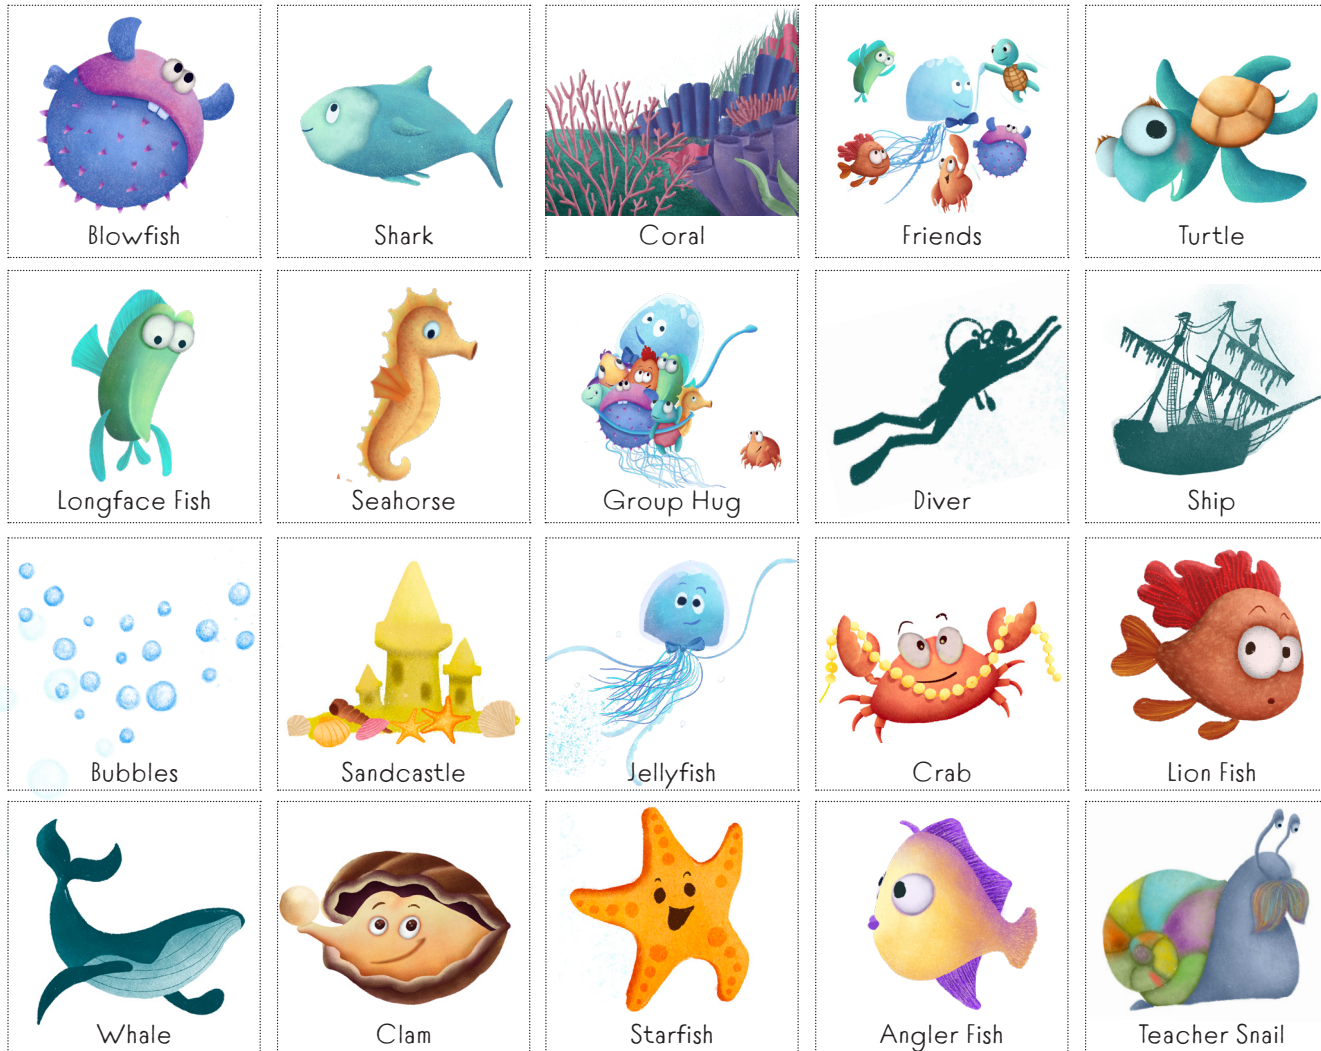 Blowfish
Shark
Coral
Friends
Turtle
Longface Fish
Seahorse
Group Hug
Diver
Ship
Bubbles
Sandcastle
Jellyfish
Crab
Lion Fish
Whale
Clam
Starfish
Angler Fish
Teacher Snail